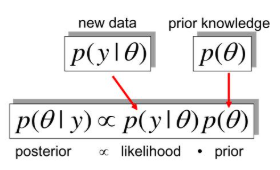 new data prior knowledge
p(y|θ) p(θ)
p(θ|y) ∝ p(y|θ)p(θ)
posterior ∝ likelihood • prior